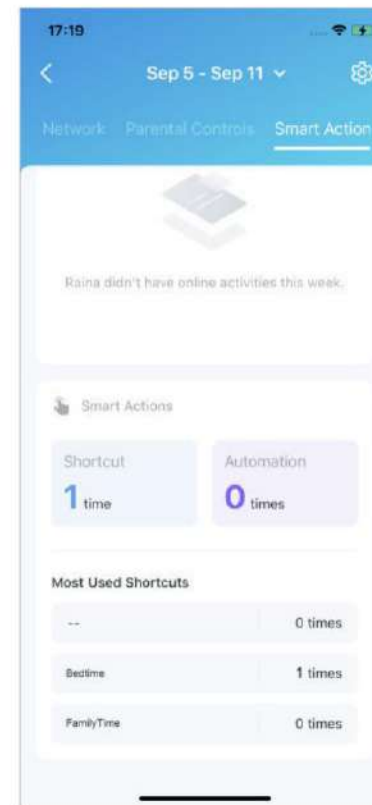 17:19
Sep 5 - Sep 11
Network Parental Controls Smart Action
Raina didn't have online activities this week.
Smart Actions
Shortcut Automation
1 time 0 times
Most Used Shortcuts
-- 0 times
Bedtime 1 times
FamilyTime 0 times